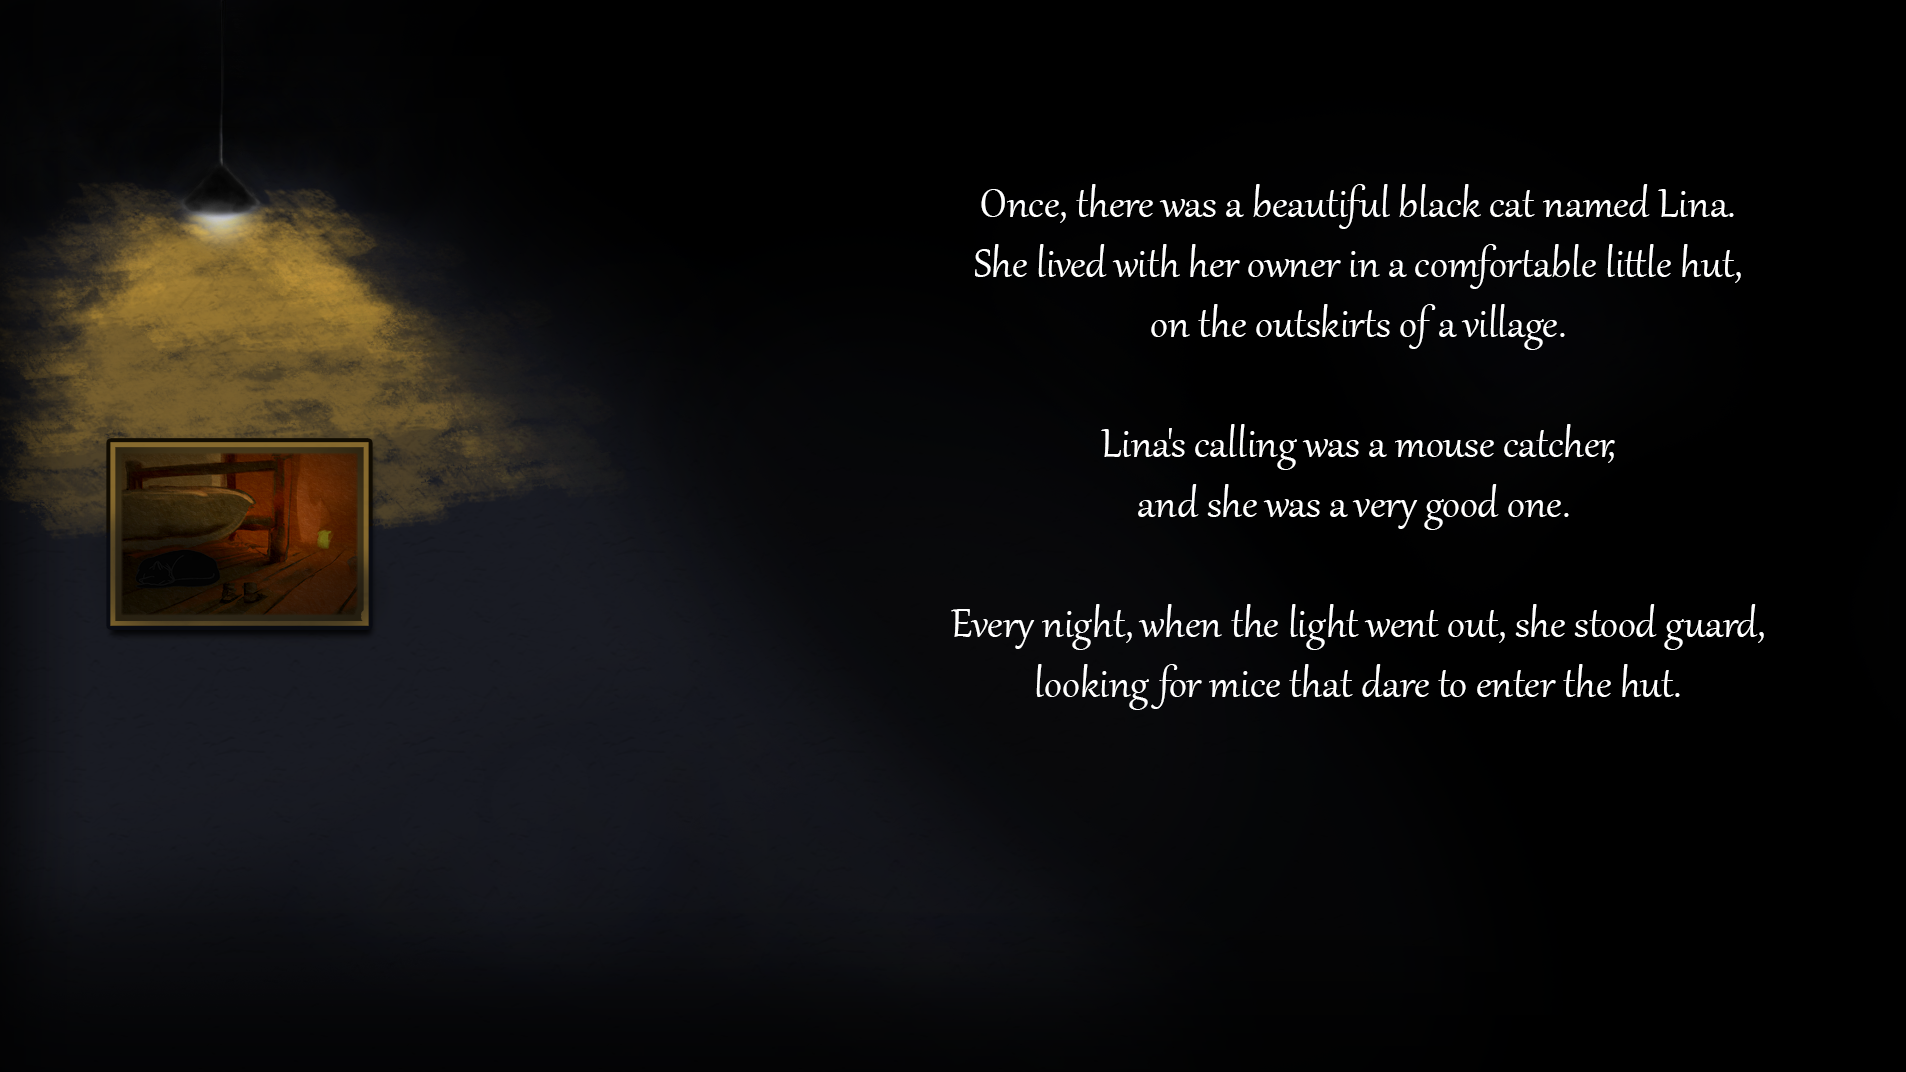 Once, there was a beautiful black cat named Lina.
She lived with her owner in a comfortable little hut,
on the outskirts of a village.
Lina's calling was a mouse catcher,
and she was a very good one.
Every night, when the light went out, she stood guard,
looking for mice that dare to enter the hut.